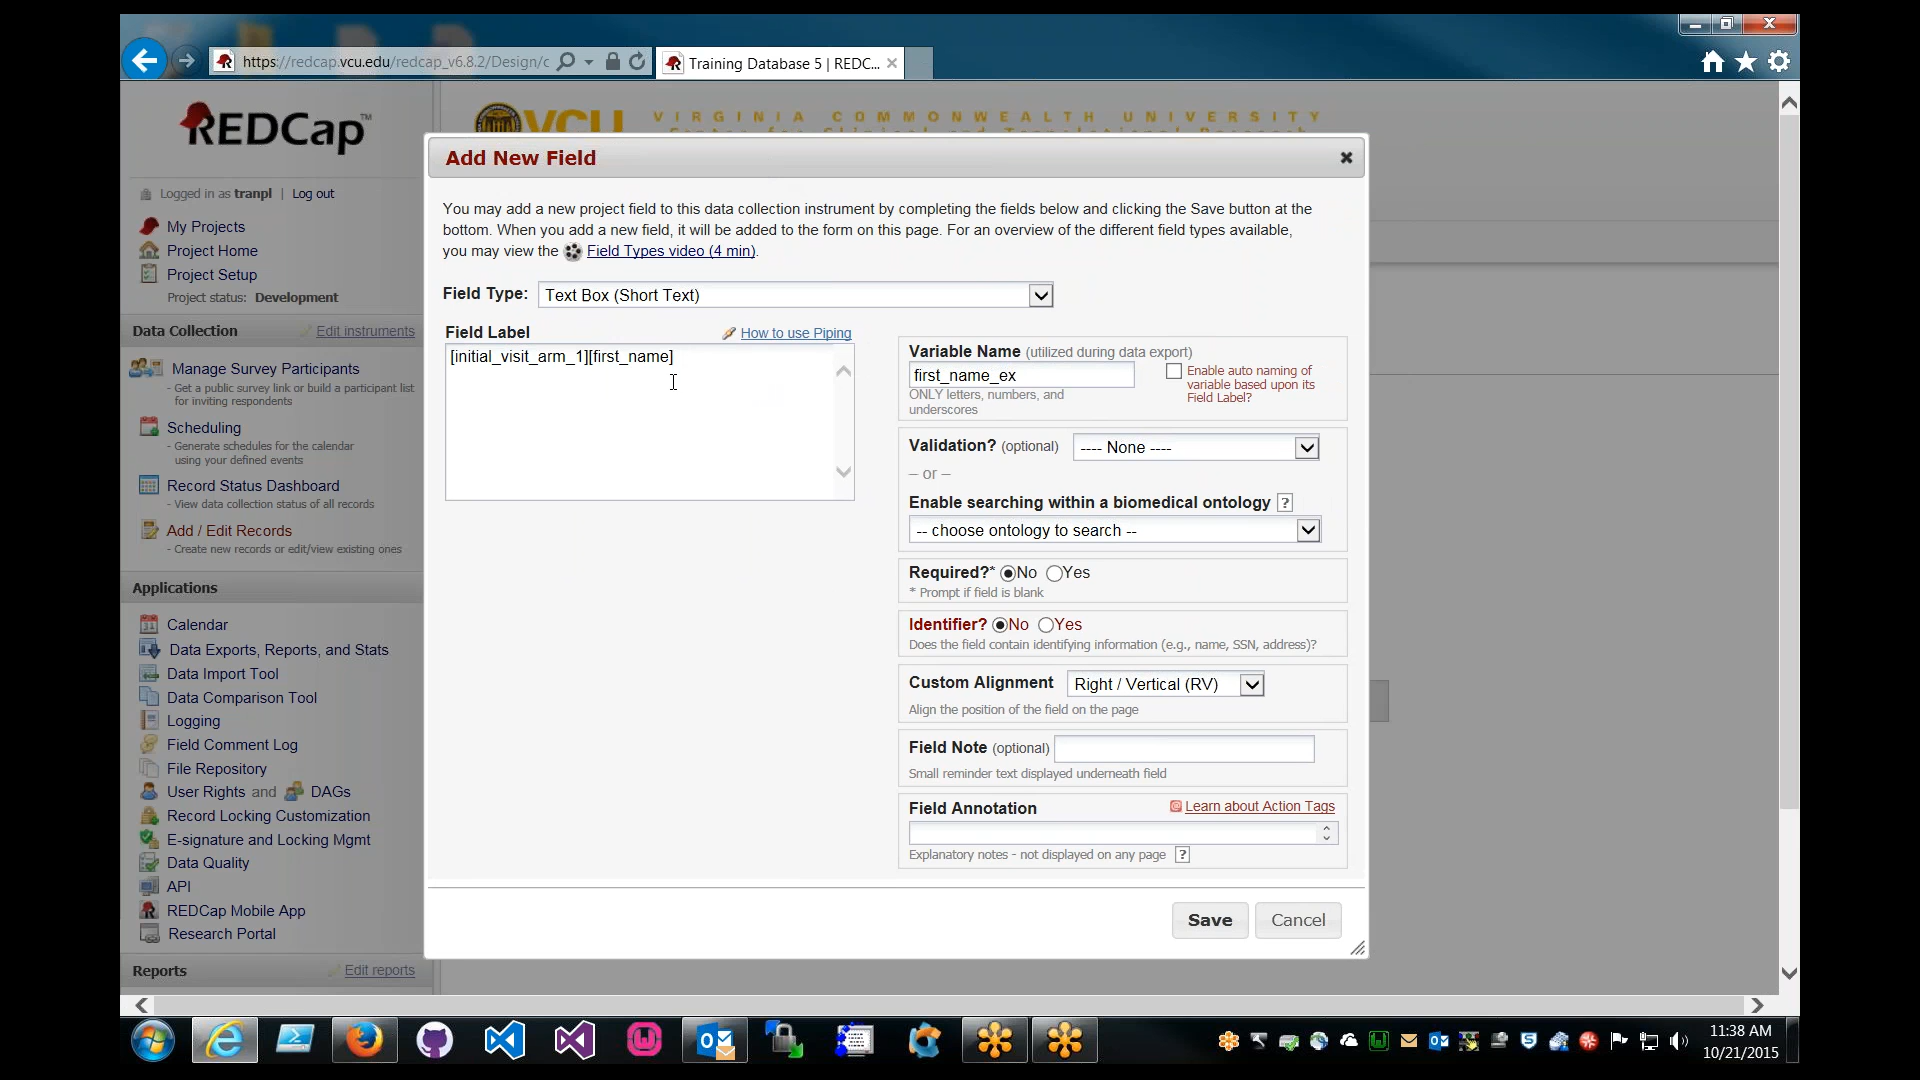 https://redcap.vcu.edu/redcap_v6.8.2/Design/c
Training Database 5 | REDC...
REDCap™
VCU
VIRGINIA COMMONWEALTH UNIVERSITY
Logged in as tranpl | Log out
My Projects
Project Home
Project Setup
Project status: Development
Data Collection
Edit instruments
Manage Survey Participants
- Get a public survey link or build a participant list
for inviting respondents
Scheduling
- Generate schedules for the calendar
using your defined events
Record Status Dashboard
- View data collection status of all records
Add / Edit Records
- Create new records or edit/view existing ones
Applications
Calendar
Data Exports, Reports, and Stats
Data Import Tool
Data Comparison Tool
Logging
Field Comment Log
File Repository
User Rights and DAGs
Record Locking Customization
E-signature and Locking Mgmt
Data Quality
API
REDCap Mobile App
Research Portal
Reports
Edit reports
Add New Field
You may add a new project field to this data collection instrument by completing the fields below and clicking the Save button at the
bottom. When you add a new field, it will be added to the form on this page. For an overview of the different field types available,
you may view the Field Types video (4 min).
Field Type: Text Box (Short Text)
Field Label
How to use Piping
[initial_visit_arm_1][first_name]
Variable Name (utilized during data export)
first_name_ex
ONLY letters, numbers, and
underscores
Enable auto naming of
variable based upon its
Field Label?
Validation? (optional) ---- None ----
– or –
Enable searching within a biomedical ontology ?
-- choose ontology to search --
Required?* No Yes
* Prompt if field is blank
Identifier? No Yes
Does the field contain identifying information (e.g., name, SSN, address)?
Custom Alignment Right / Vertical (RV)
Align the position of the field on the page
Field Note (optional)
Small reminder text displayed underneath field
Field Annotation
Learn about Action Tags
Explanatory notes - not displayed on any page ?
Save
Cancel
11:38 AM
10/21/2015